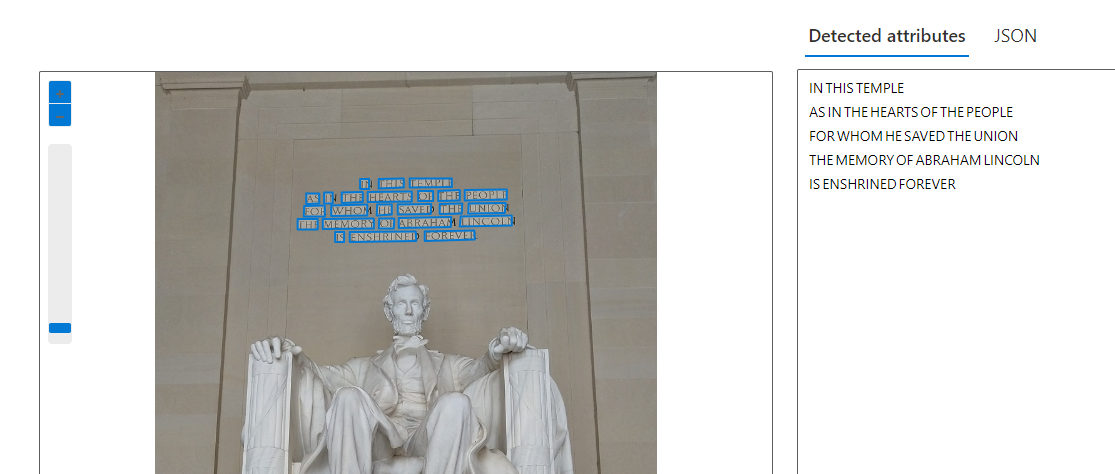 Detected attributes JSON
IN THIS TEMPLE
AS IN THE HEARTS OF THE PEOPLE
FOR WHOM HE SAVED THE UNION
THE MEMORY OF ABRAHAM LINCOLN
IS ENSHRINED FOREVER
IN THIS TEMPLE
AS IN THE HEARTS OF THE PEOPLE
FOR WHOM HE SAVED THE UNION
THE MEMORY OF ABRAHAM LINCOLN
IS ENSHRINED FOREVER